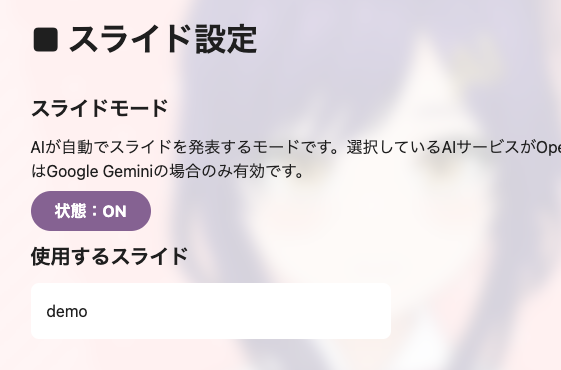 スライド設定
スライドモード
AIが自動でスライドを発表するモードです。選択しているAIサービスがOpe
はGoogle Geminiの場合のみ有効です。
状態：ON
使用するスライド
demo